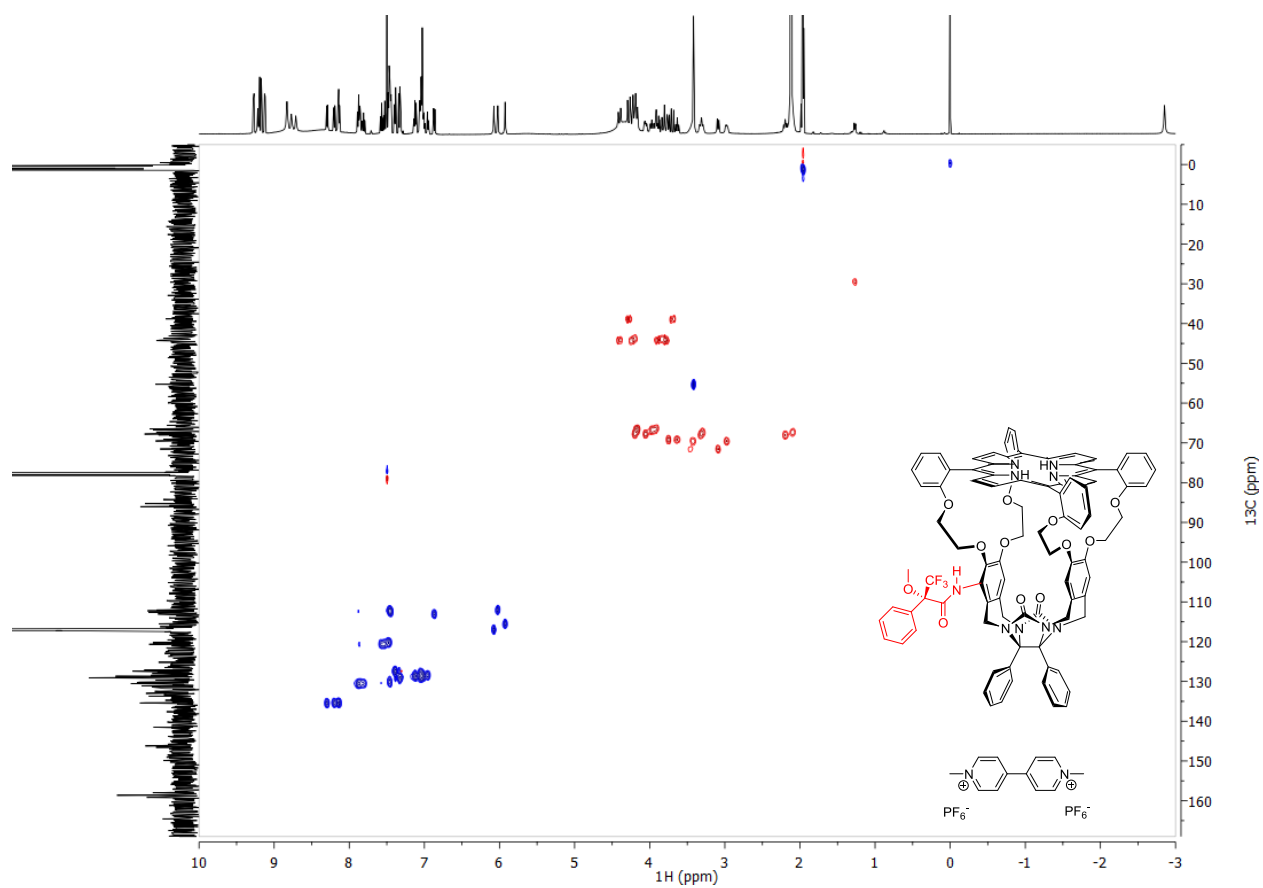 0
10
20
30
40
50
60
70
80
90
100
110
120
130
140
150
160
13C (ppm)
10 9 8 7 6 5 4 3 2 1 0 -1 -2 -3
1H (ppm)
N HN
NH N
O O
O O
O O O O
H
N
CF3
O
O
O O
N N N N
N N
⊕ ⊕
PF6- PF6-